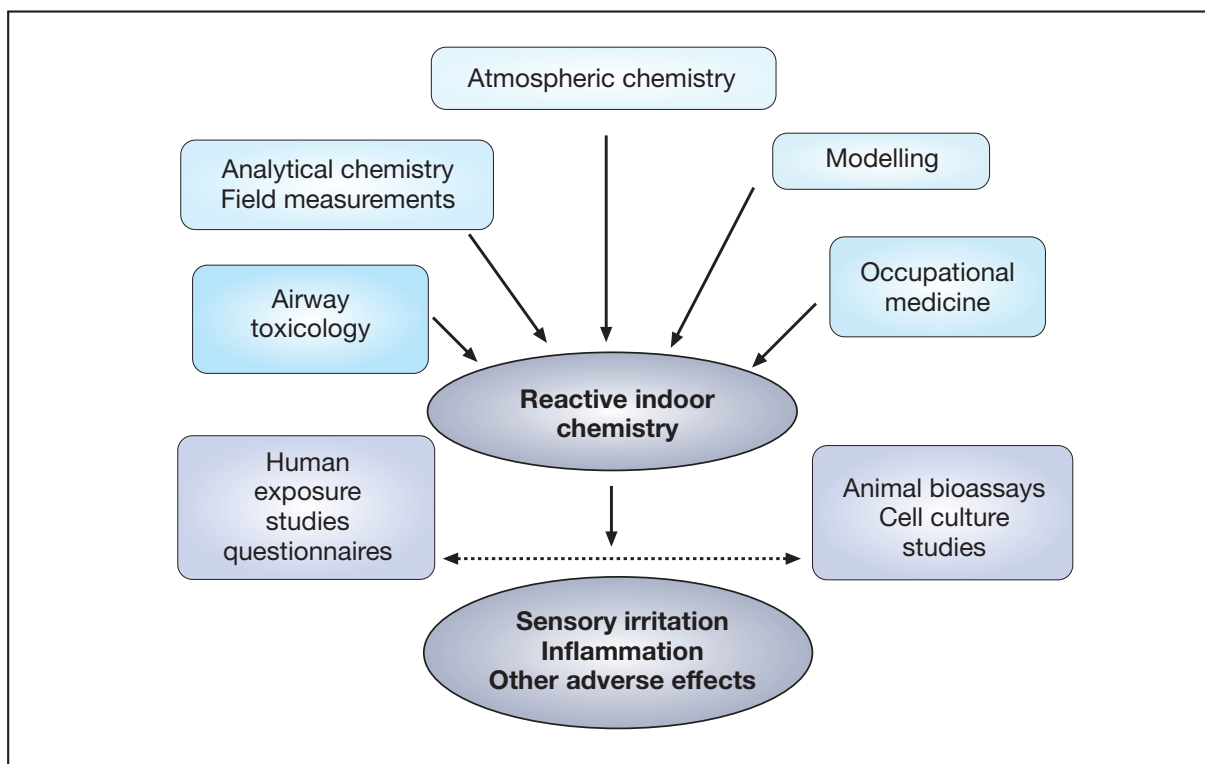 Atmospheric chemistry
Analytical chemistry
Field measurements
Modelling
Airway
toxicology
Occupational
medicine
Reactive indoor
chemistry
Human
exposure
studies
questionnaires
Animal bioassays
Cell culture
studies
Sensory irritation
Inflammation
Other adverse effects